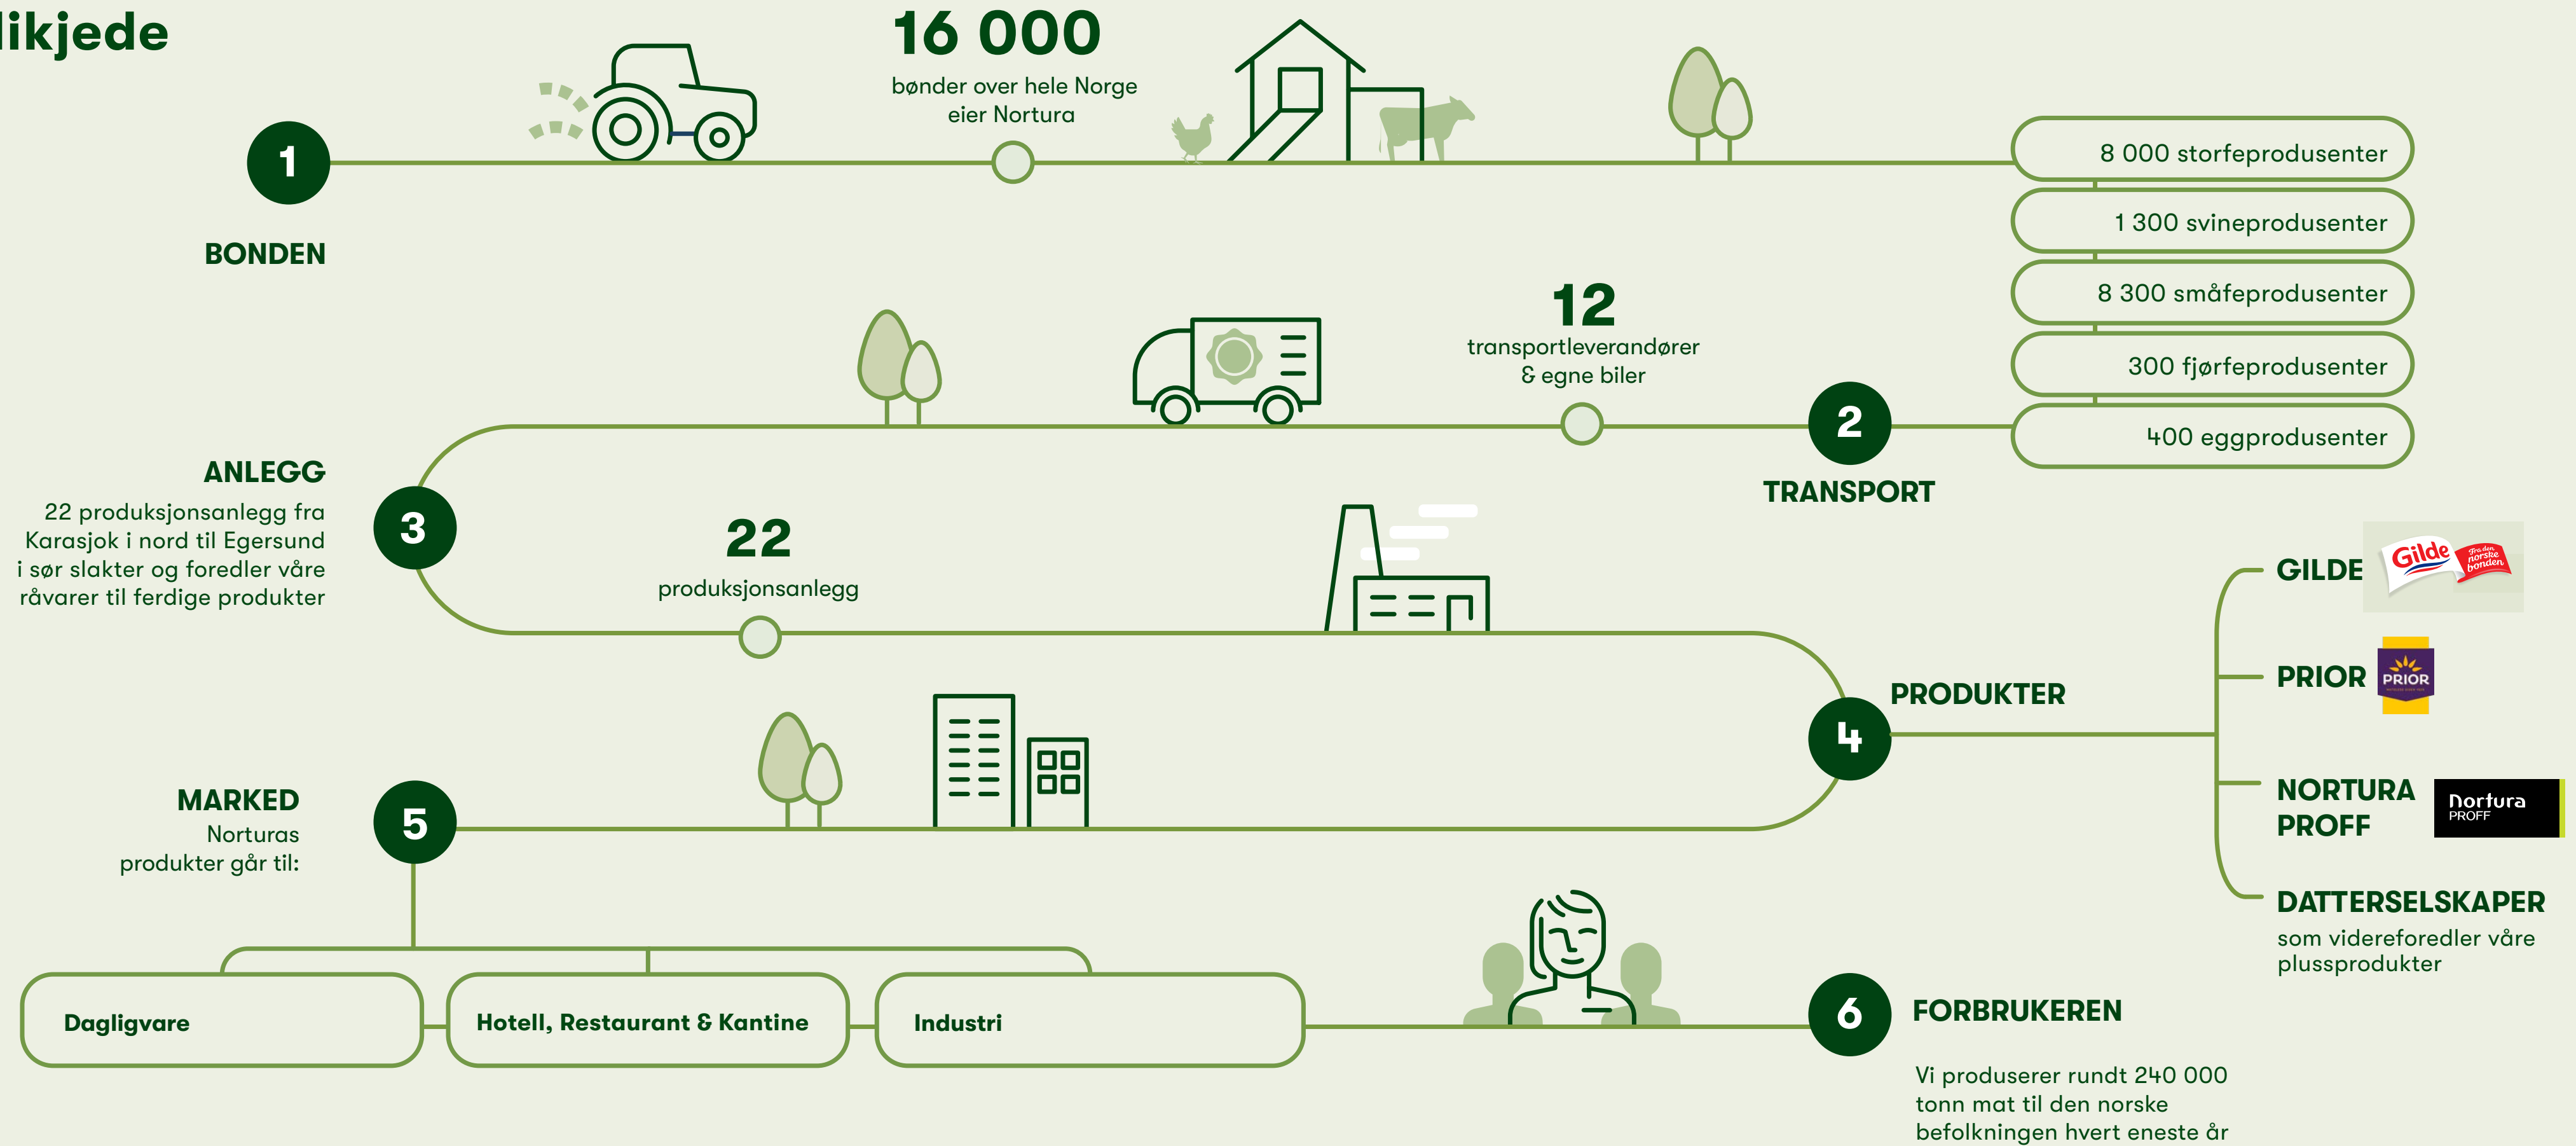 likjede
16 000
bønder over hele Norge
eier Nortura
1
BONDEN
8 000 storfeprodusenter
1 300 svineprodusenter
8 300 småfeprodusenter
300 fjørfeprodusenter
400 eggprodusenter
12
transportleverandører
& egne biler
2
TRANSPORT
ANLEGG
22 produksjonsanlegg fra
Karasjok i nord til Egersund
i sør slakter og foredler våre
råvarer til ferdige produkter
3
22
produksjonsanlegg
4
PRODUKTER
GILDE
Gilde
Fra den
norske
bonden
PRIOR
PRIOR
NORTURA
PROFF
Nortura
PROFF
DATTERSELSKAPER
som videreforedler våre
plussprodukter
MARKED
Norturas
produkter går til:
5
Dagligvare
Hotell, Restaurant & Kantine
Industri
6
FORBRUKEREN
Vi produserer rundt 240 000
tonn mat til den norske
befolkningen hvert eneste år